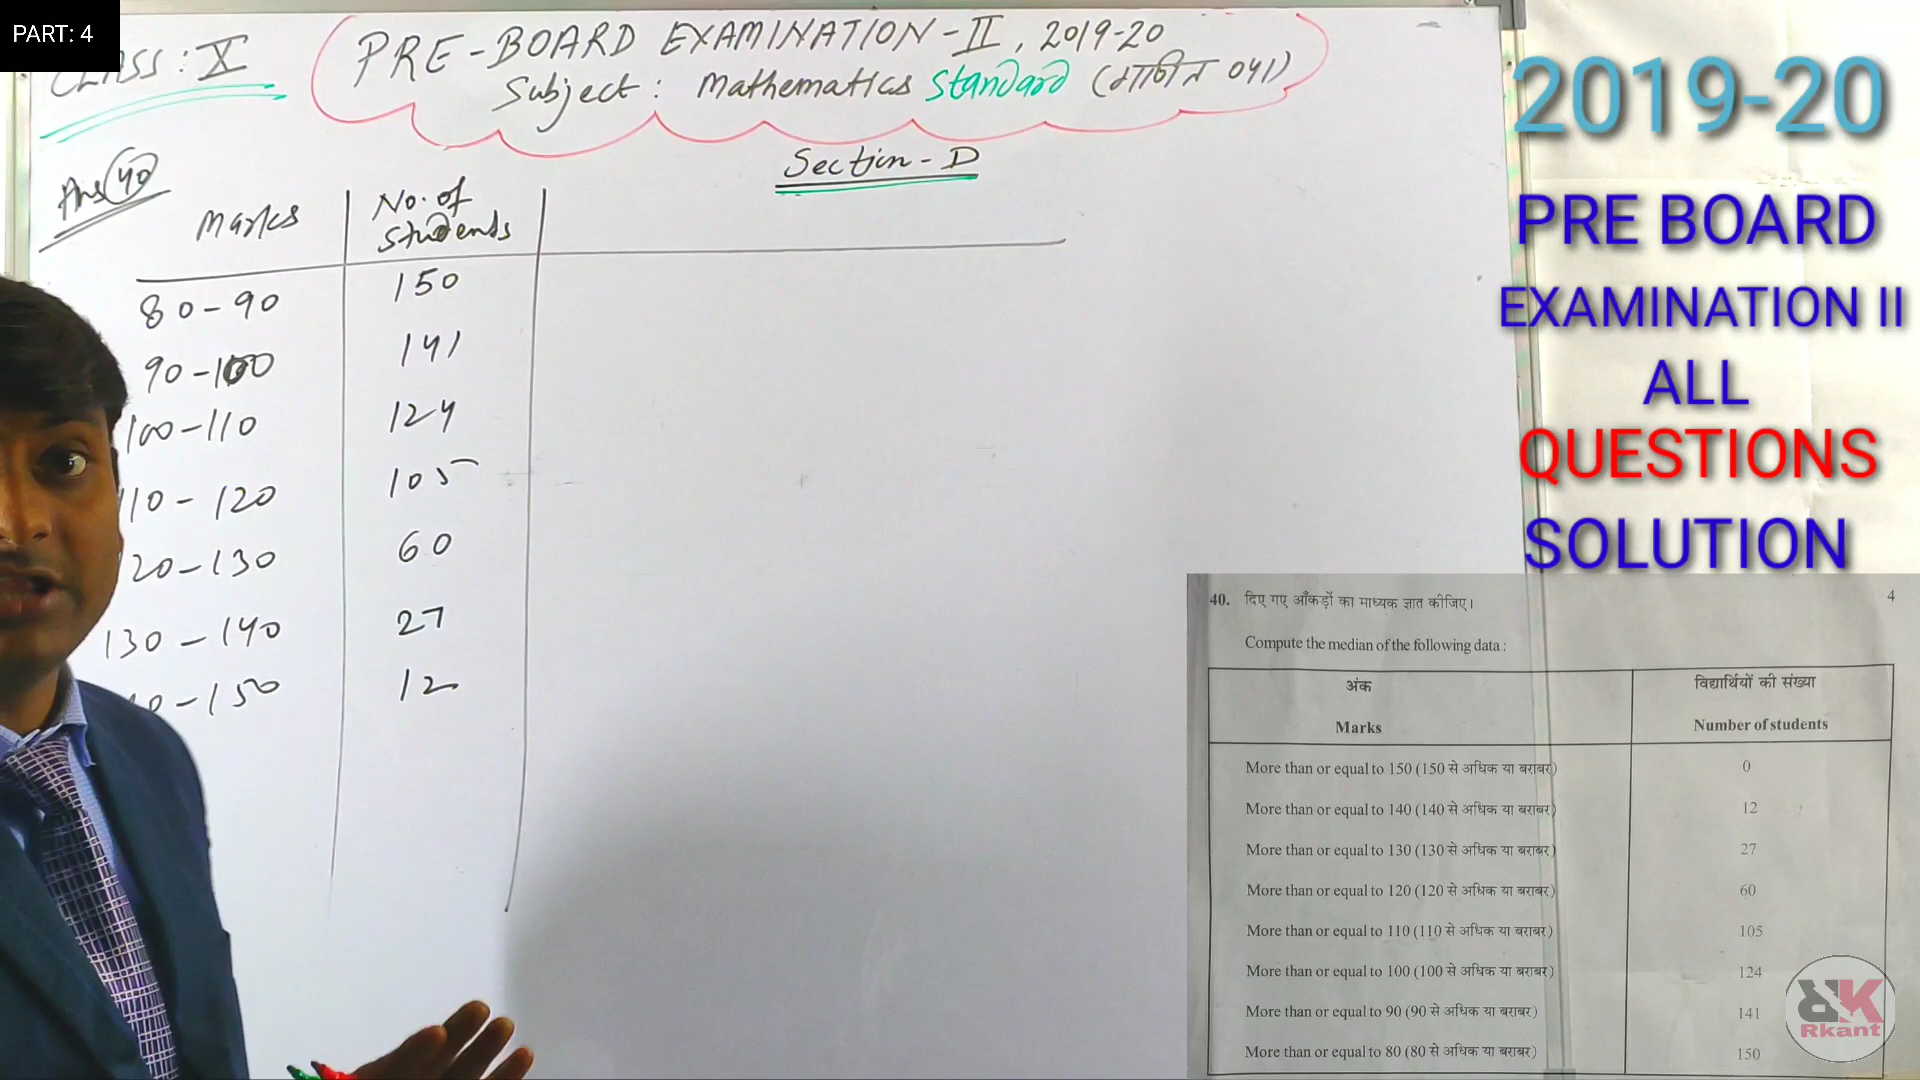 PART: 4
CLASS: X
PRE-BOARD EXAMINATION-II, 2019-20
Subject: Mathematics Standard (गणित 041)
Section-D
Ans 40
Marks No. of students
80-90 150
90-100 141
100-110 124
110-120 105
20-130 60
130-140 27
0-150 12
2019-20
PRE BOARD
EXAMINATION II
ALL
QUESTIONS
SOLUTION
40. दिए गए आँकड़ों का माध्यक ज्ञात कीजिए। 4
Compute the median of the following data :
अंक विद्यार्थियों की संख्या
Marks Number of students
More than or equal to 150 (150 से अधिक या बराबर) 0
More than or equal to 140 (140 से अधिक या बराबर) 12
More than or equal to 130 (130 से अधिक या बराबर) 27
More than or equal to 120 (120 से अधिक या बराबर) 60
More than or equal to 110 (110 से अधिक या बराबर) 105
More than or equal to 100 (100 से अधिक या बराबर) 124
More than or equal to 90 (90 से अधिक या बराबर) 141
More than or equal to 80 (80 से अधिक या बराबर) 150
RK
Rkant